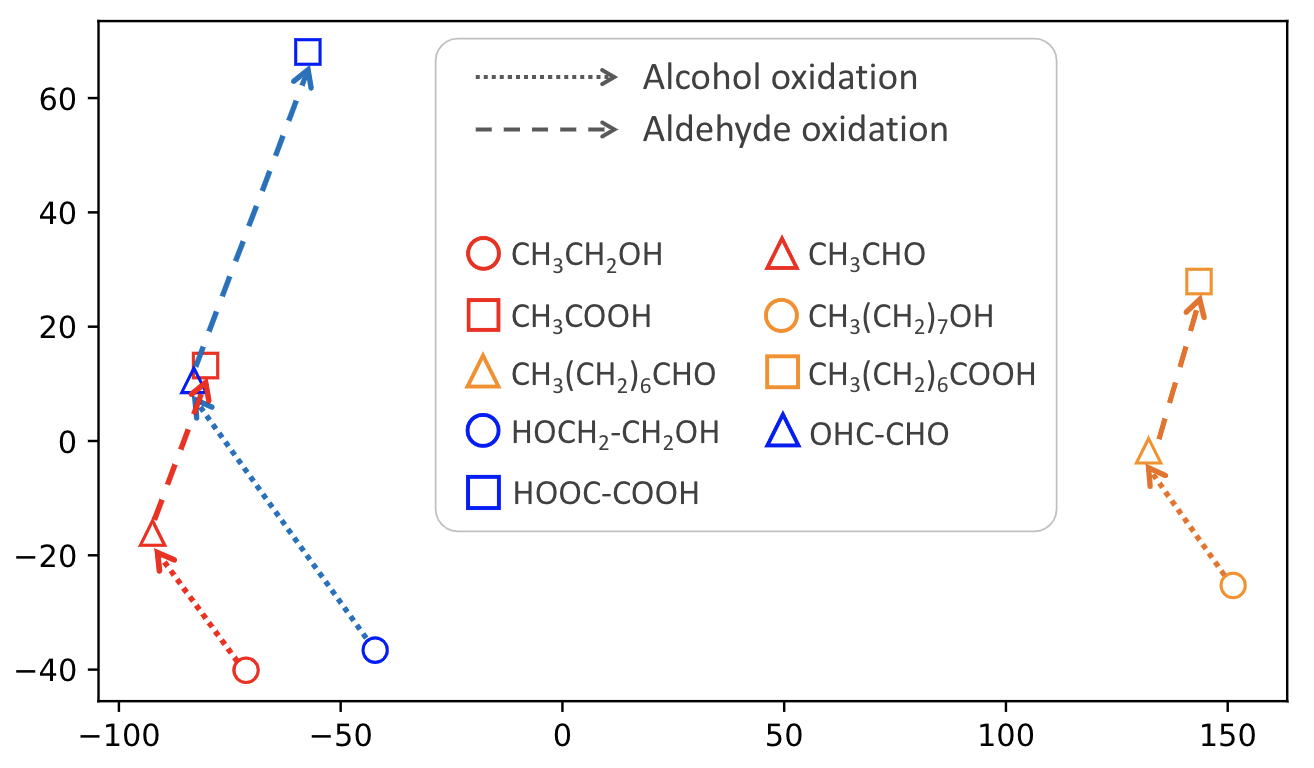 Alcohol oxidation
Aldehyde oxidation
CH₃CH₂OH CH₃CHO
CH₃COOH CH₃(CH₂)₇OH
CH₃(CH₂)₆CHO CH₃(CH₂)₆COOH
HOCH₂-CH₂OH OHC-CHO
HOOC-COOH
60
40
20
0
−20
−40
−100 −50 0 50 100 150